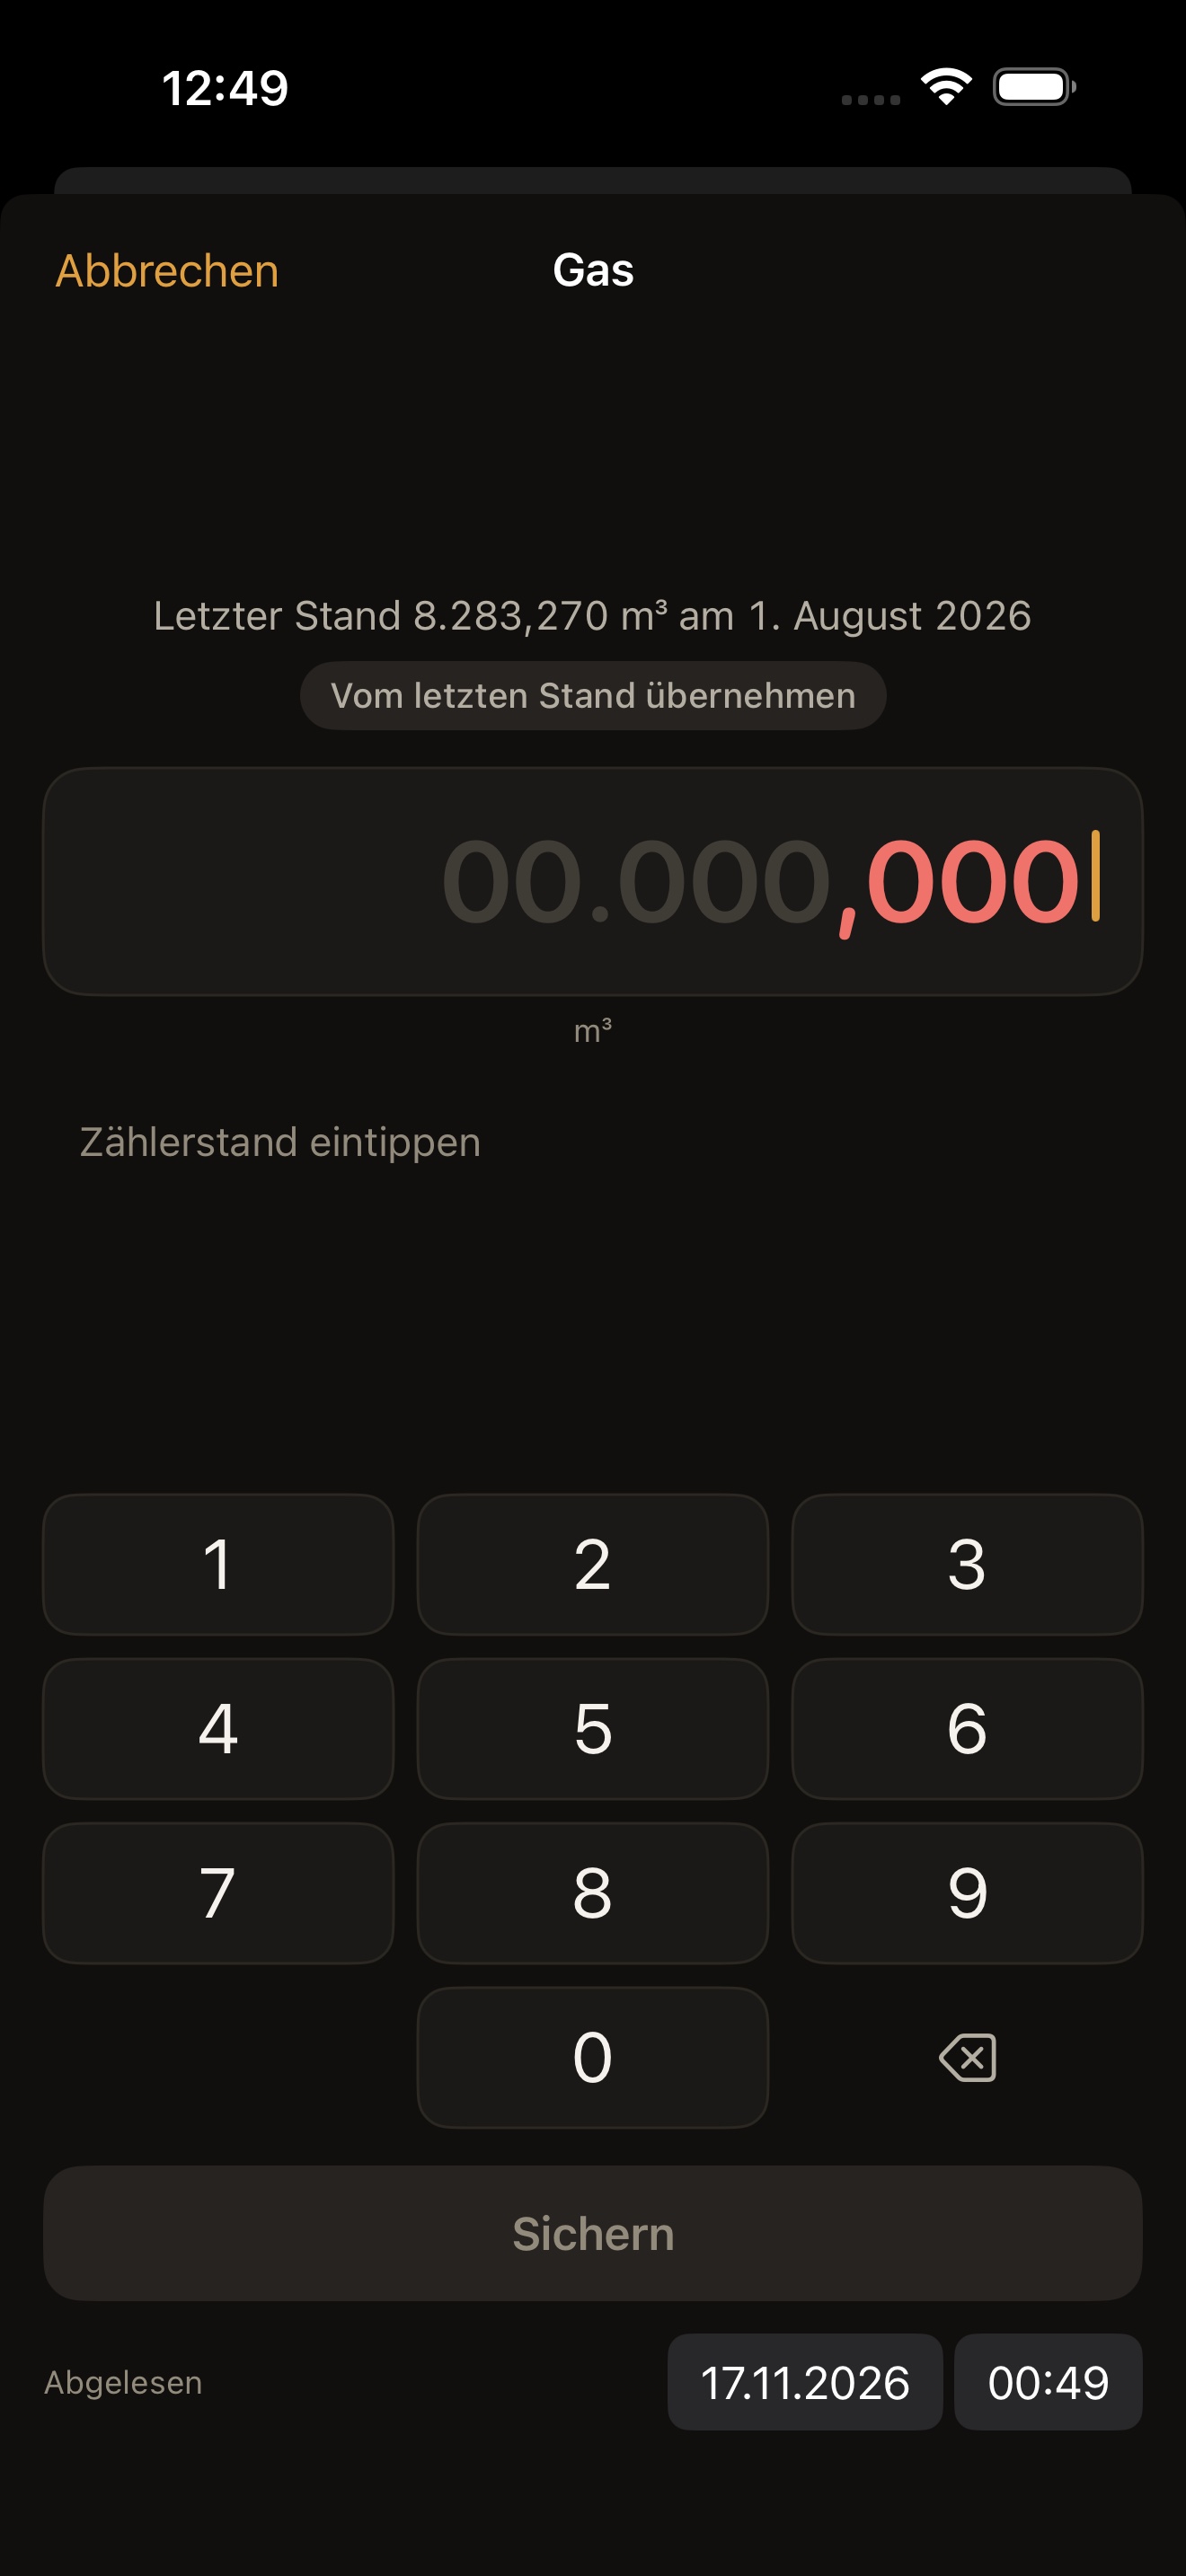 12:49
Abbrechen
Gas
Letzter Stand 8.283,270 m³ am 1. August 2026
Vom letzten Stand übernehmen
00.000,000
m³
Zählerstand eintippen
1 2 3
4 5 6
7 8 9
0
Sichern
Abgelesen 17.11.2026 00:49